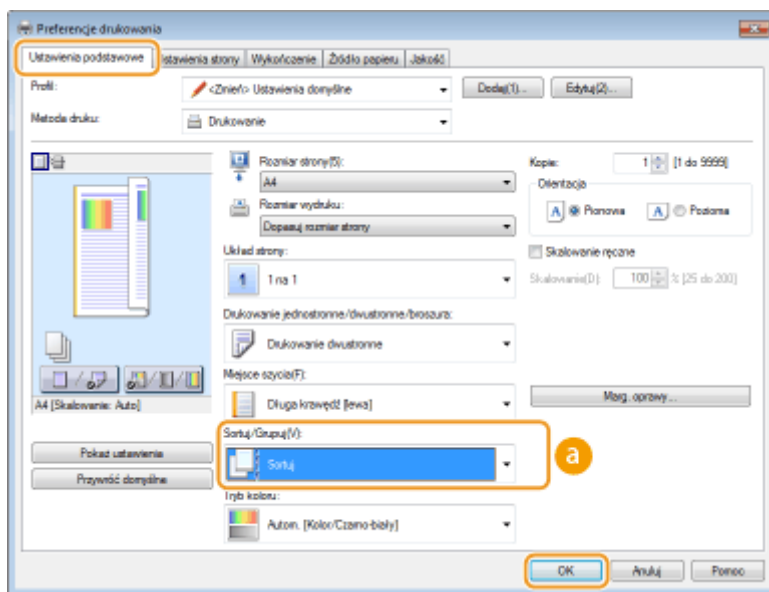 Preferencje drukowania
Ustawienia podstawowe Ustawienia strony Wykończenie Źródło papieru Jakość
Profil: <Zmień> Ustawienia domyślne Dodaj(1)... Edytuj(2)...
Metoda druku: Drukowanie
Rozmiar strony(5): Kopie: 1 [1 do 9999]
A4 Orientacja
Rozmiar wydruku: A Pionowa A Pozioma
Dopasuj rozmiar strony
Układ strony: Skalowanie ręczne
1 1 na 1 Skalowanie(D): 100 % [25 do 200]
Drukowanie jednostronne/dwustronne/broszura:
Drukowanie dwustronne
Miejsce szycia(F):
A4 [Skalowanie: Auto] Długa krawędź [lewa] Marg. oprawy...
Sortuj/Grupuj(V):
Pokaż ustawienia Sortuj a
Przywróć domyślne
Tryb koloru:
Autom. [Kolor/Czarno-biały]
OK Anuluj Pomoc